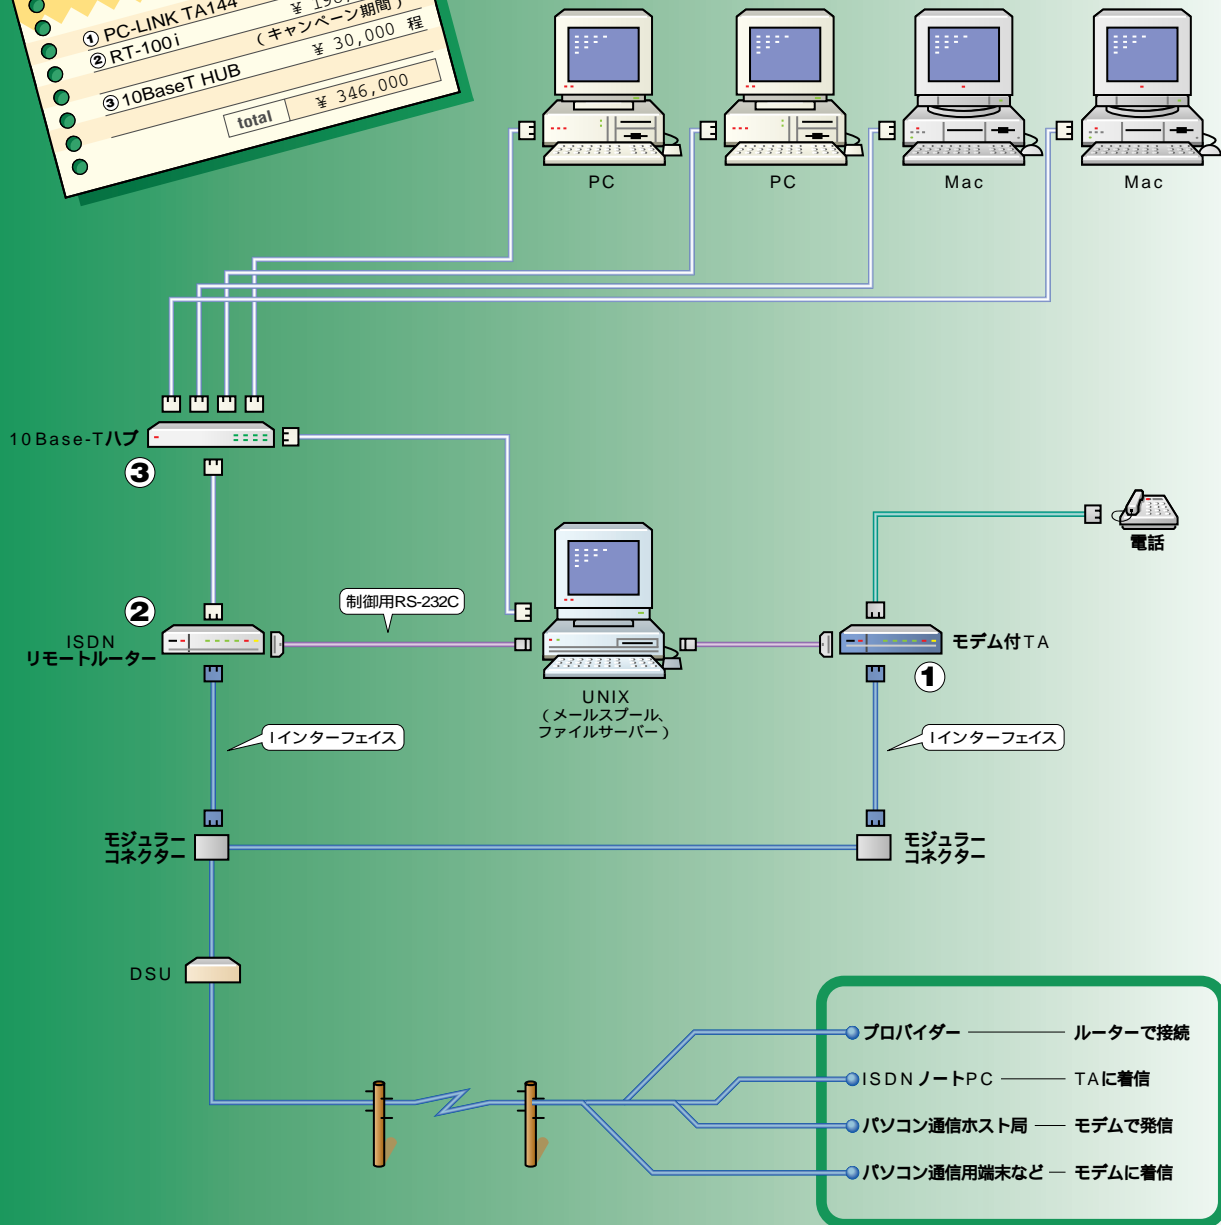 ① PC-LINK TA144
② RT-100i
（キャンペーン期間）
③ 10BaseT HUB ¥ 30,000 程
total ¥ 346,000
PC
PC
Mac
Mac
10Base-Tハブ
③
電話
②
ISDN
リモートルーター
制御用RS-232C
モデム付TA
①
UNIX
（メールスプール、
ファイルサーバー）
Iインターフェイス
Iインターフェイス
モジュラー
コネクター
モジュラー
コネクター
DSU
プロバイダー ルーターで接続
ISDNノートPC TAに着信
パソコン通信ホスト局 モデムで発信
パソコン通信用端末など モデムに着信